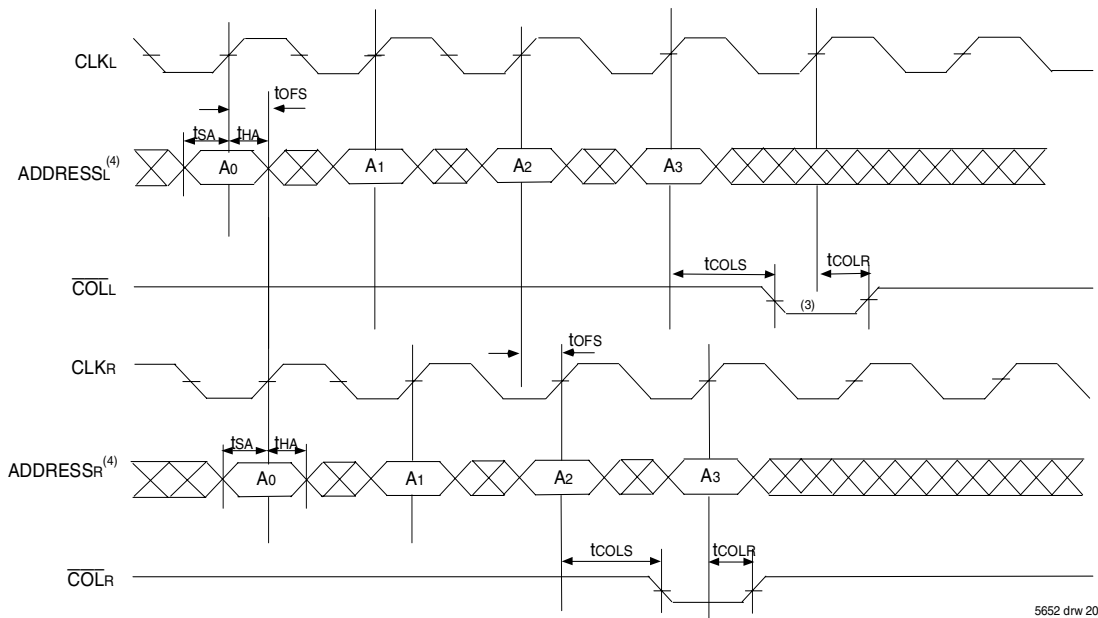 CLKL
tOFS
tSA tHA
ADDRESSL(4) A0 A1 A2 A3
tCOLS tCOLR
COLL (3)
tOFS
CLKR
tSA tHA
ADDRESSR(4) A0 A1 A2 A3
tCOLS tCOLR
COLR
5652 drw 20